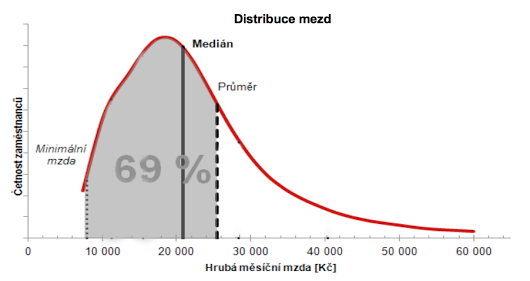 Distribuce mezd
Medián
Průměr
Minimální
mzda
69 %
Četnost zaměstnanců
0
10 000
20 000
30 000
40 000
50 000
60 000
Hrubá měsíční mzda [Kč]